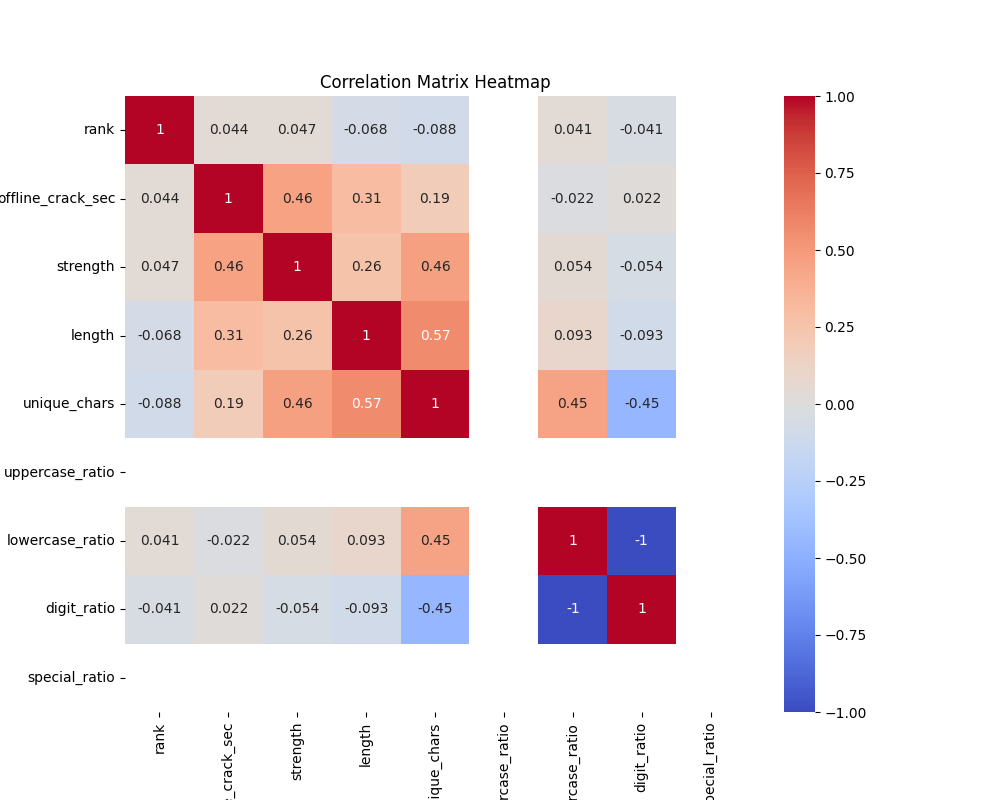 Correlation Matrix Heatmap
rank 1 0.044 0.047 -0.068 -0.088 0.041 -0.041
offline_crack_sec 0.044 1 0.46 0.31 0.19 -0.022 0.022
strength 0.047 0.46 1 0.26 0.46 0.054 -0.054
length -0.068 0.31 0.26 1 0.57 0.093 -0.093
unique_chars -0.088 0.19 0.46 0.57 1 0.45 -0.45
uppercase_ratio
lowercase_ratio 0.041 -0.022 0.054 0.093 0.45 1 -1
digit_ratio -0.041 0.022 -0.054 -0.093 -0.45 -1 1
special_ratio
rank
_crack_sec
strength
length
ique_chars
rcase_ratio
rcase_ratio
digit_ratio
pecial_ratio
1.00
0.75
0.50
0.25
0.00
−0.25
−0.50
−0.75
−1.00